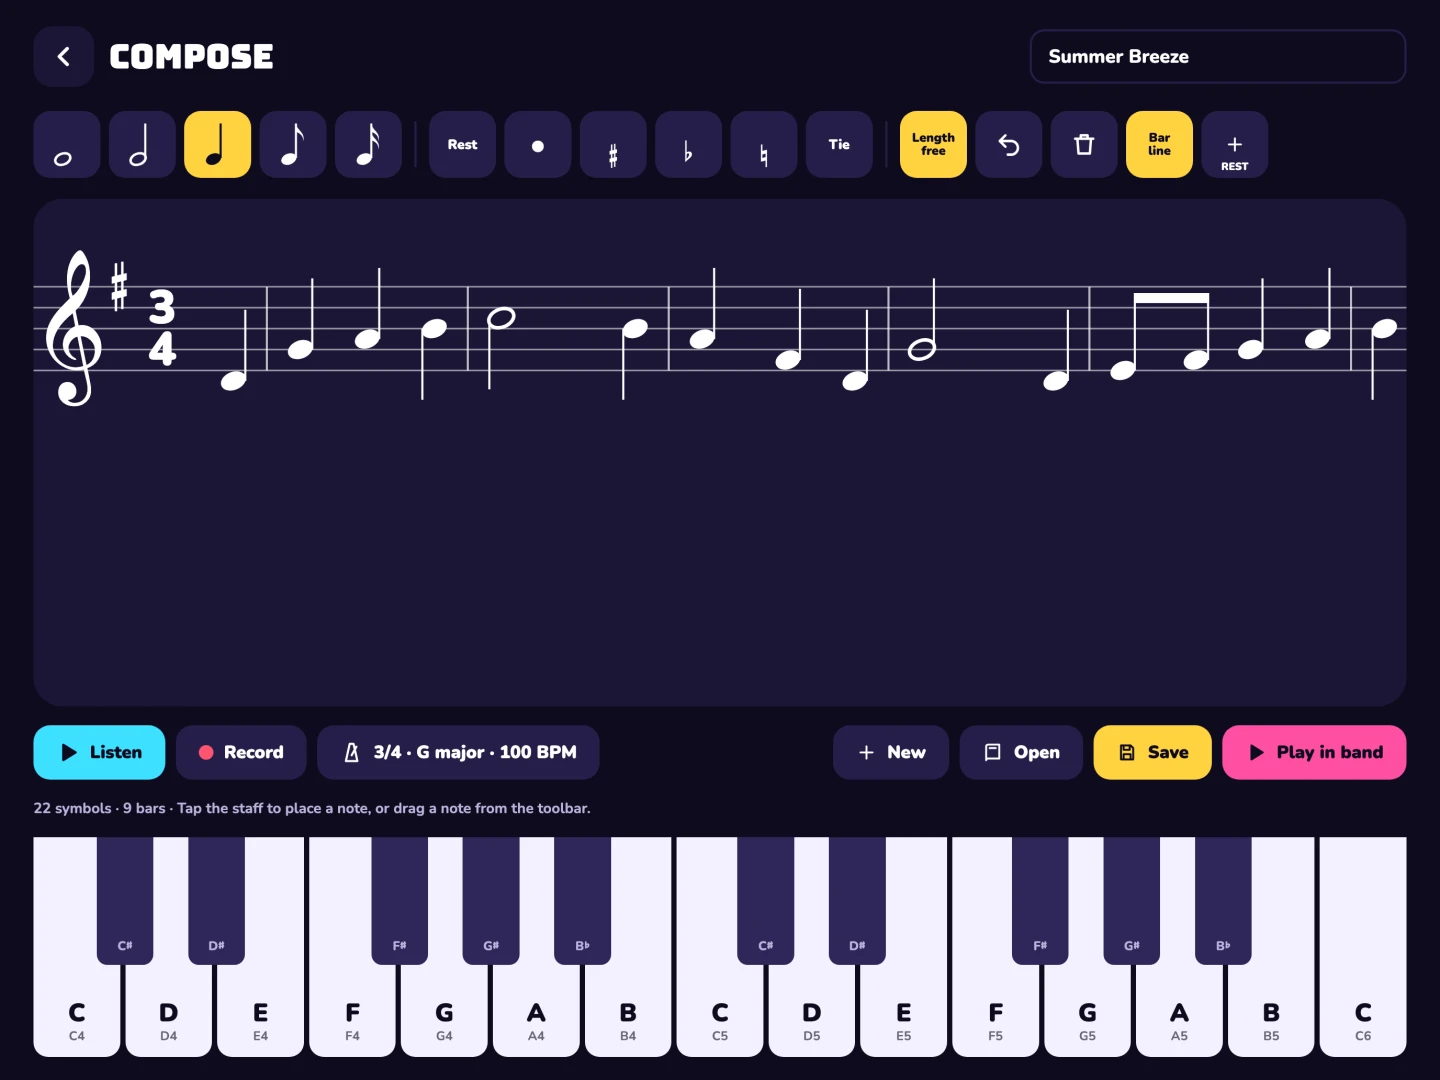 COMPOSE
Summer Breeze
Rest
Tie
Length
free
Bar
line
+
REST
3
4
Listen
Record
3/4 · G major · 100 BPM
+ New
Open
Save
Play in band
22 symbols · 9 bars · Tap the staff to place a note, or drag a note from the toolbar.
C# D# F# G# B♭ C# D# F# G# B♭
C D E F G A B C D E F G A B C
C4 D4 E4 F4 G4 A4 B4 C5 D5 E5 F5 G5 A5 B5 C6